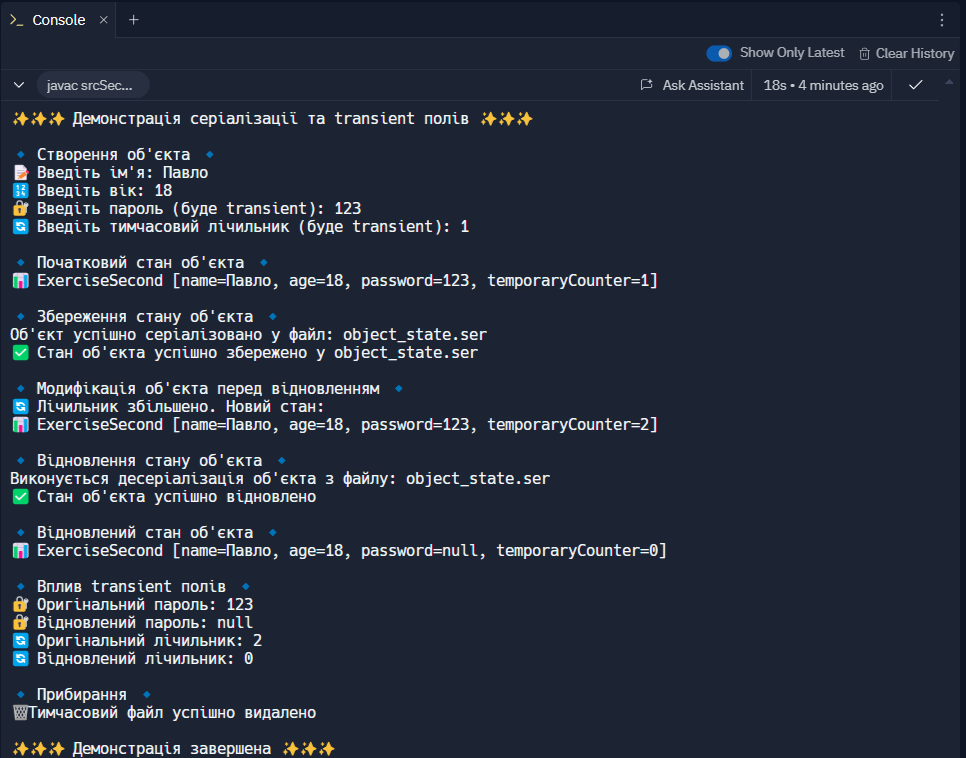 Console
Show Only Latest Clear History
javac srcSec... Ask Assistant 18s • 4 minutes ago
✨✨✨ Демонстрація серіалізації та transient полів ✨✨✨
🔹 Створення об'єкта 🔹
📝 Введіть ім'я: Павло
🔢 Введіть вік: 18
🔐 Введіть пароль (буде transient): 123
🔄 Введіть тимчасовий лічильник (буде transient): 1
🔹 Початковий стан об'єкта 🔹
📊 ExerciseSecond [name=Павло, age=18, password=123, temporaryCounter=1]
🔹 Збереження стану об'єкта 🔹
Об'єкт успішно серіалізовано у файл: object_state.ser
✅ Стан об'єкта успішно збережено у object_state.ser
🔹 Модифікація об'єкта перед відновленням 🔹
🔄 Лічильник збільшено. Новий стан:
📊 ExerciseSecond [name=Павло, age=18, password=123, temporaryCounter=2]
🔹 Відновлення стану об'єкта 🔹
Виконується десеріалізація об'єкта з файлу: object_state.ser
✅ Стан об'єкта успішно відновлено
🔹 Відновлений стан об'єкта 🔹
📊 ExerciseSecond [name=Павло, age=18, password=null, temporaryCounter=0]
🔹 Вплив transient полів 🔹
🔐 Оригінальний пароль: 123
🔐 Відновлений пароль: null
🔄 Оригінальний лічильник: 2
🔄 Відновлений лічильник: 0
🔹 Прибирання 🔹
🗑️Тимчасовий файл успішно видалено
✨✨✨ Демонстрація завершена ✨✨✨